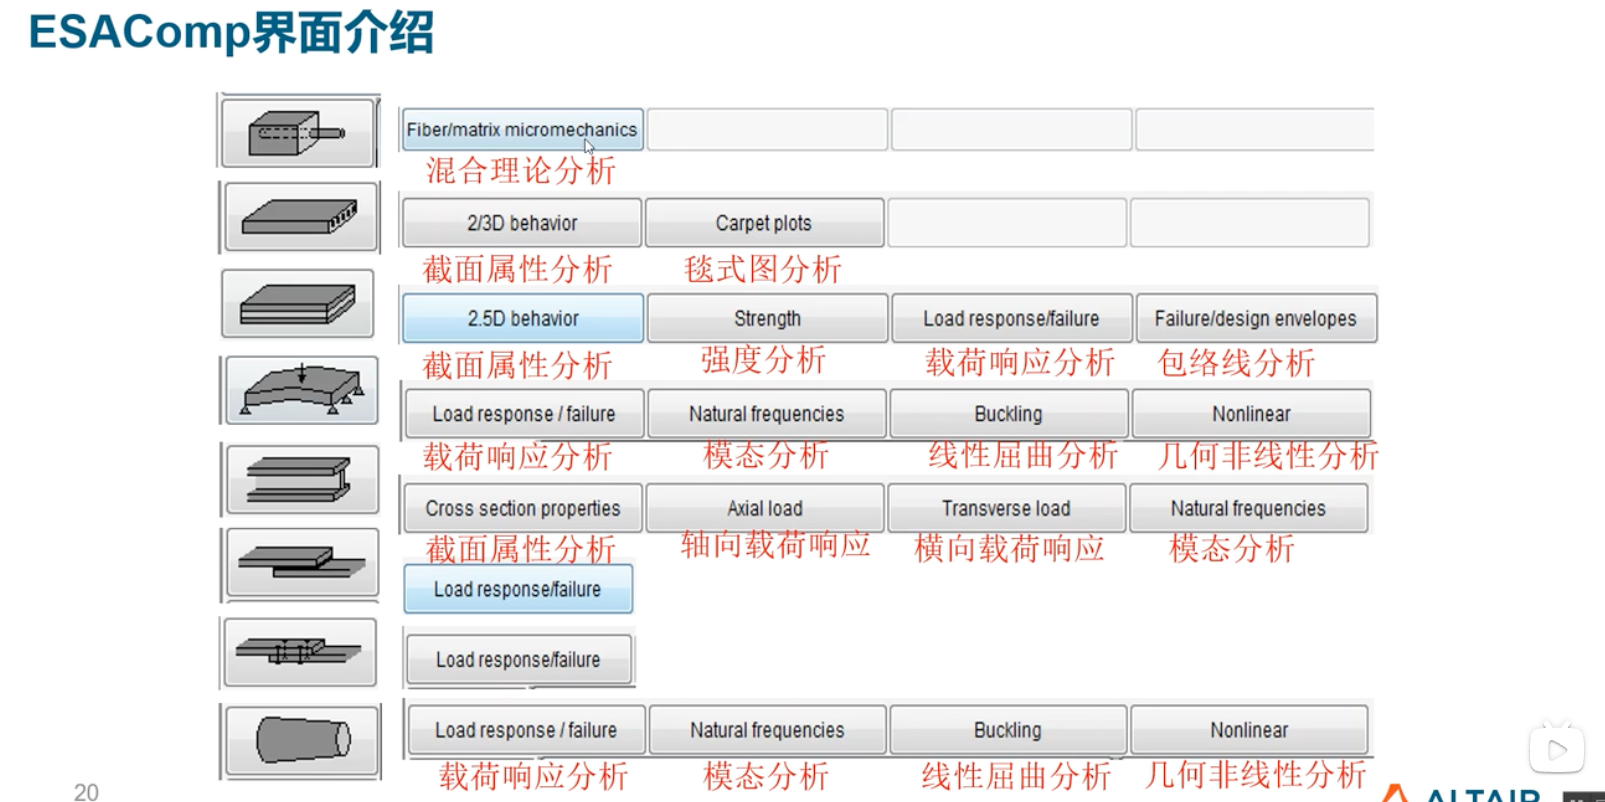 ESAComp界面介绍
Fiber/matrix micromechanics
混合理论分析
2/3D behavior Carpet plots
截面属性分析 毯式图分析
2.5D behavior Strength Load response/failure Failure/design envelopes
截面属性分析 强度分析 载荷响应分析 包络线分析
Load response / failure Natural frequencies Buckling Nonlinear
载荷响应分析 模态分析 线性屈曲分析 几何非线性分析
Cross section properties Axial load Transverse load Natural frequencies
截面属性分析 轴向载荷响应 横向载荷响应 模态分析
Load response/failure
Load response/failure
Load response / failure Natural frequencies Buckling Nonlinear
载荷响应分析 模态分析 线性屈曲分析 几何非线性分析
20 ALTAIR